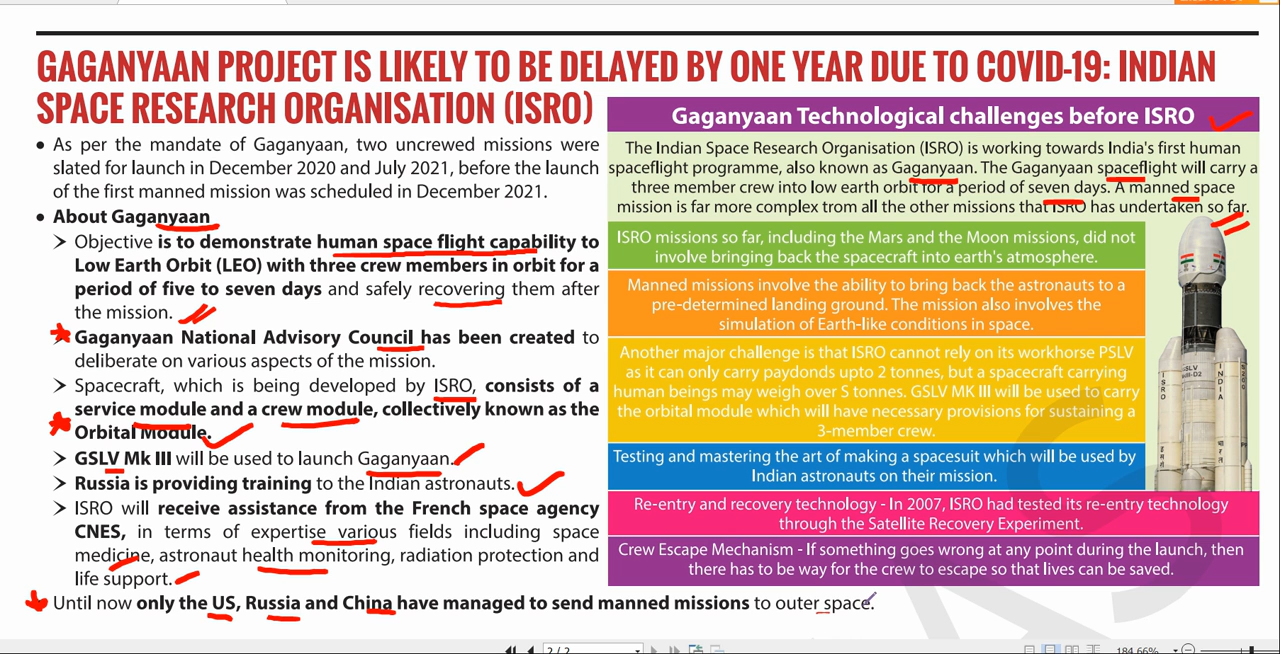 GAGANYAAN PROJECT IS LIKELY TO BE DELAYED BY ONE YEAR DUE TO COVID-19: INDIAN
SPACE RESEARCH ORGANISATION (ISRO)
• As per the mandate of Gaganyaan, two uncrewed missions were
slated for launch in December 2020 and July 2021, before the launch
of the first manned mission was scheduled in December 2021.
• About Gaganyaan
➢ Objective is to demonstrate human space flight capability to
Low Earth Orbit (LEO) with three crew members in orbit for a
period of five to seven days and safely recovering them after
the mission.
Gaganyaan National Advisory Council has been created to
deliberate on various aspects of the mission.
➢ Spacecraft, which is being developed by ISRO, consists of a
service module and a crew module, collectively known as the
Orbital Module.
➢ GSLV Mk III will be used to launch Gaganyaan.
➢ Russia is providing training to the Indian astronauts.
➢ ISRO will receive assistance from the French space agency
CNES, in terms of expertise various fields including space
medicine, astronaut health monitoring, radiation protection and
life support.
Until now only the US, Russia and China have managed to send manned missions to outer space.
Gaganyaan Technological challenges before ISRO
The Indian Space Research Organisation (ISRO) is working towards India's first human
spaceflight programme, also known as Gaganyaan. The Gaganyaan spaceflight will carry a
three member crew into low earth orbit for a period of seven days. A manned space
mission is far more complex trom all the other missions that ISRO has undertaken so far.
ISRO missions so far, including the Mars and the Moon missions, did not
involve bringing back the spacecraft into earth's atmosphere.
Manned missions involve the ability to bring back the astronauts to a
pre-determined landing ground. The mission also involves the
simulation of Earth-like conditions in space.
Another major challenge is that ISRO cannot rely on its workhorse PSLV
as it can only carry paydonds upto 2 tonnes, but a spacecraft carrying
human beings may weigh over S tonnes. GSLV MK III will be used to carry
the orbital module which will have necessary provisions for sustaining a
3-member crew.
Testing and mastering the art of making a spacesuit which will be used by
Indian astronauts on their mission.
Re-entry and recovery technology - In 2007, ISRO had tested its re-entry technology
through the Satellite Recovery Experiment.
Crew Escape Mechanism - If something goes wrong at any point during the launch, then
there has to be way for the crew to escape so that lives can be saved.
ISRO
GSLV
INDIA
S200
2 / 2
184.66%